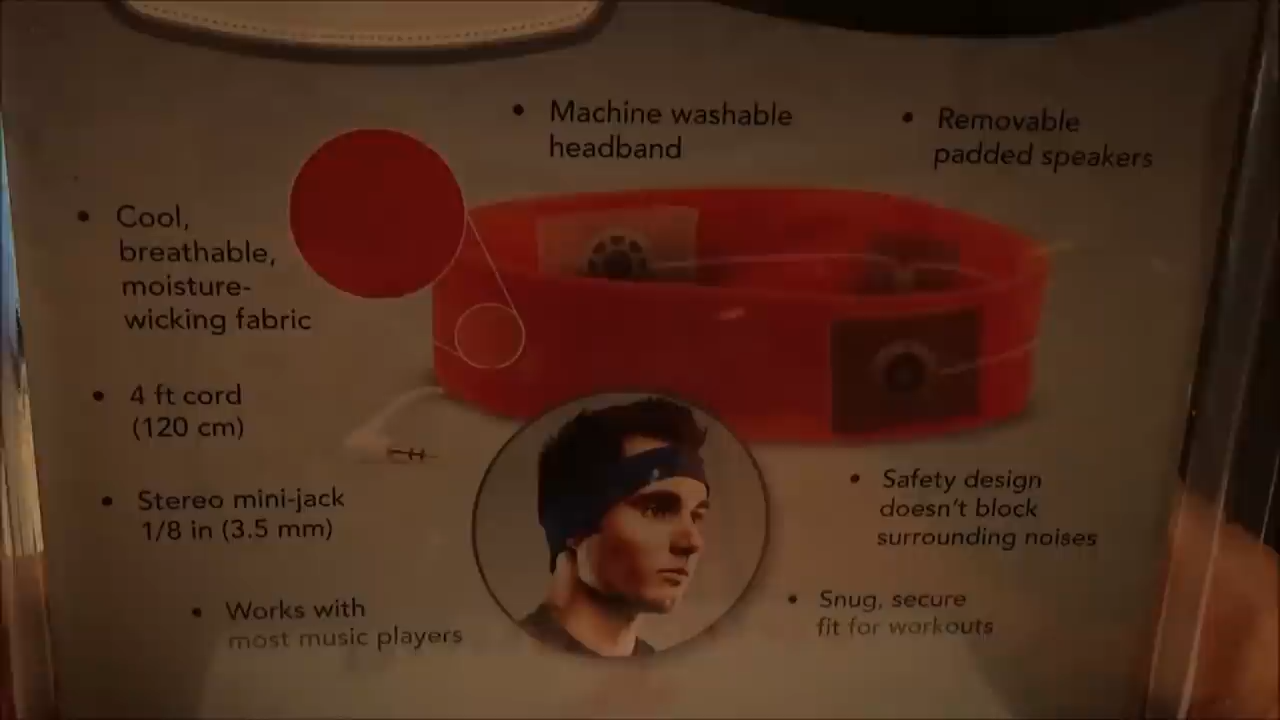 • Machine washable
headband
• Removable
padded speakers
• Cool,
breathable,
moisture-
wicking fabric
• 4 ft cord
(120 cm)
• Stereo mini-jack
1/8 in (3.5 mm)
• Works with
most music players
• Safety design
doesn't block
surrounding noises
• Snug, secure
fit for workouts